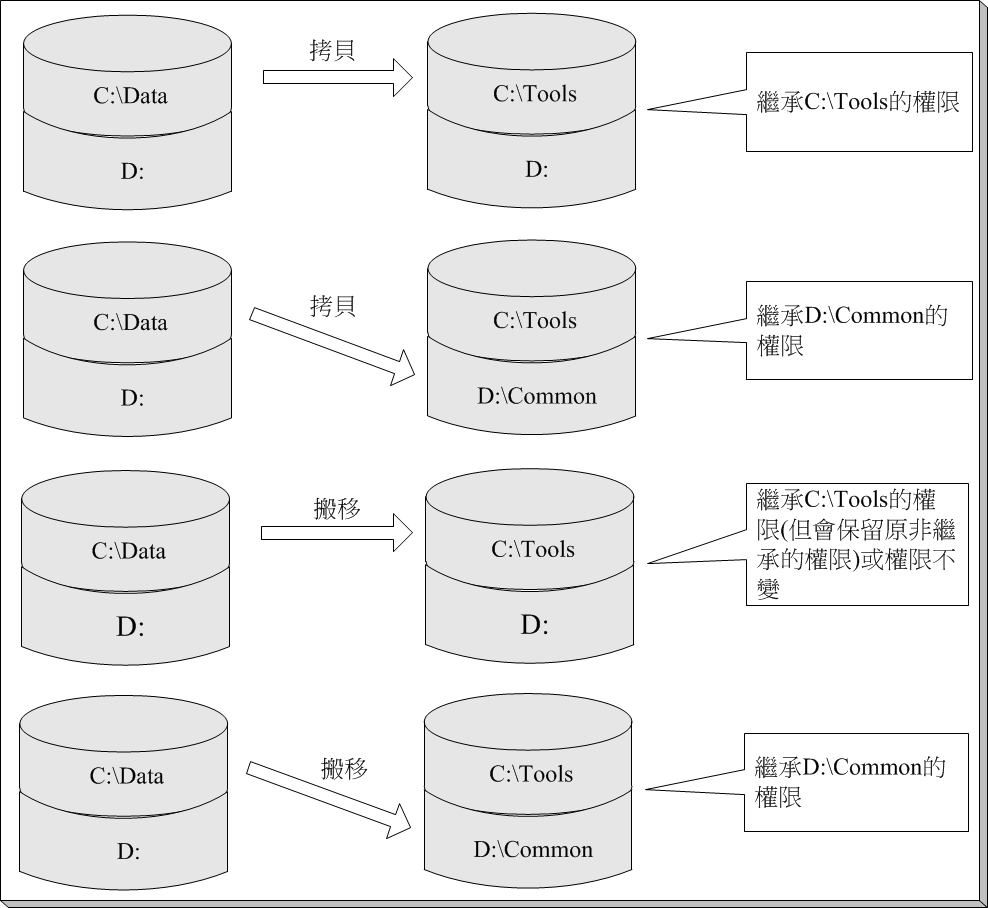 拷貝
C:\Data
C:\Tools
繼承C:\Tools的權限
D:
D:
拷貝
C:\Data
C:\Tools
繼承D:\Common的
權限
D:
D:\Common
搬移
C:\Data
C:\Tools
繼承C:\Tools的權
限(但會保留原非繼
承的權限)或權限不
變
D:
D:
搬移
C:\Data
C:\Tools
繼承D:\Common的
權限
D:
D:\Common